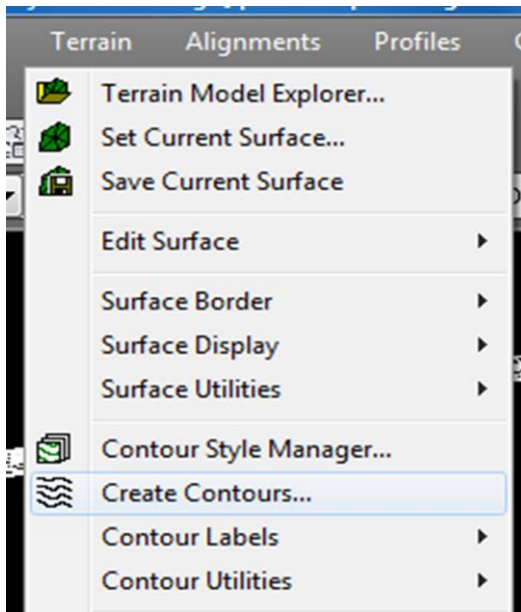 Terrain Alignments Profiles
Terrain Model Explorer...
Set Current Surface...
Save Current Surface
Edit Surface
Surface Border
Surface Display
Surface Utilities
Contour Style Manager...
Create Contours...
Contour Labels
Contour Utilities